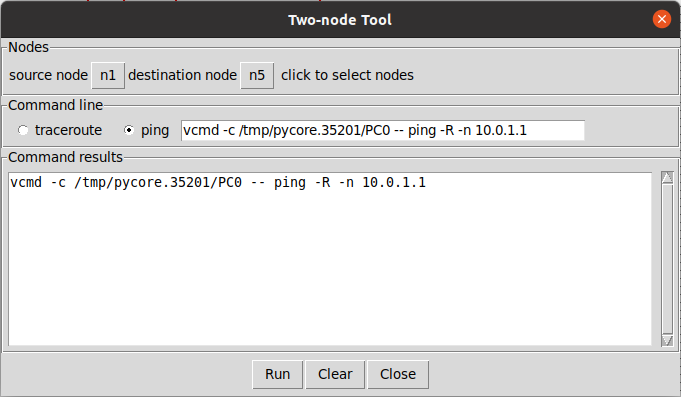 Two-node Tool
Nodes
source node n1 destination node n5 click to select nodes
Command line
traceroute ping vcmd -c /tmp/pycore.35201/PC0 -- ping -R -n 10.0.1.1
Command results
vcmd -c /tmp/pycore.35201/PC0 -- ping -R -n 10.0.1.1
Run Clear Close